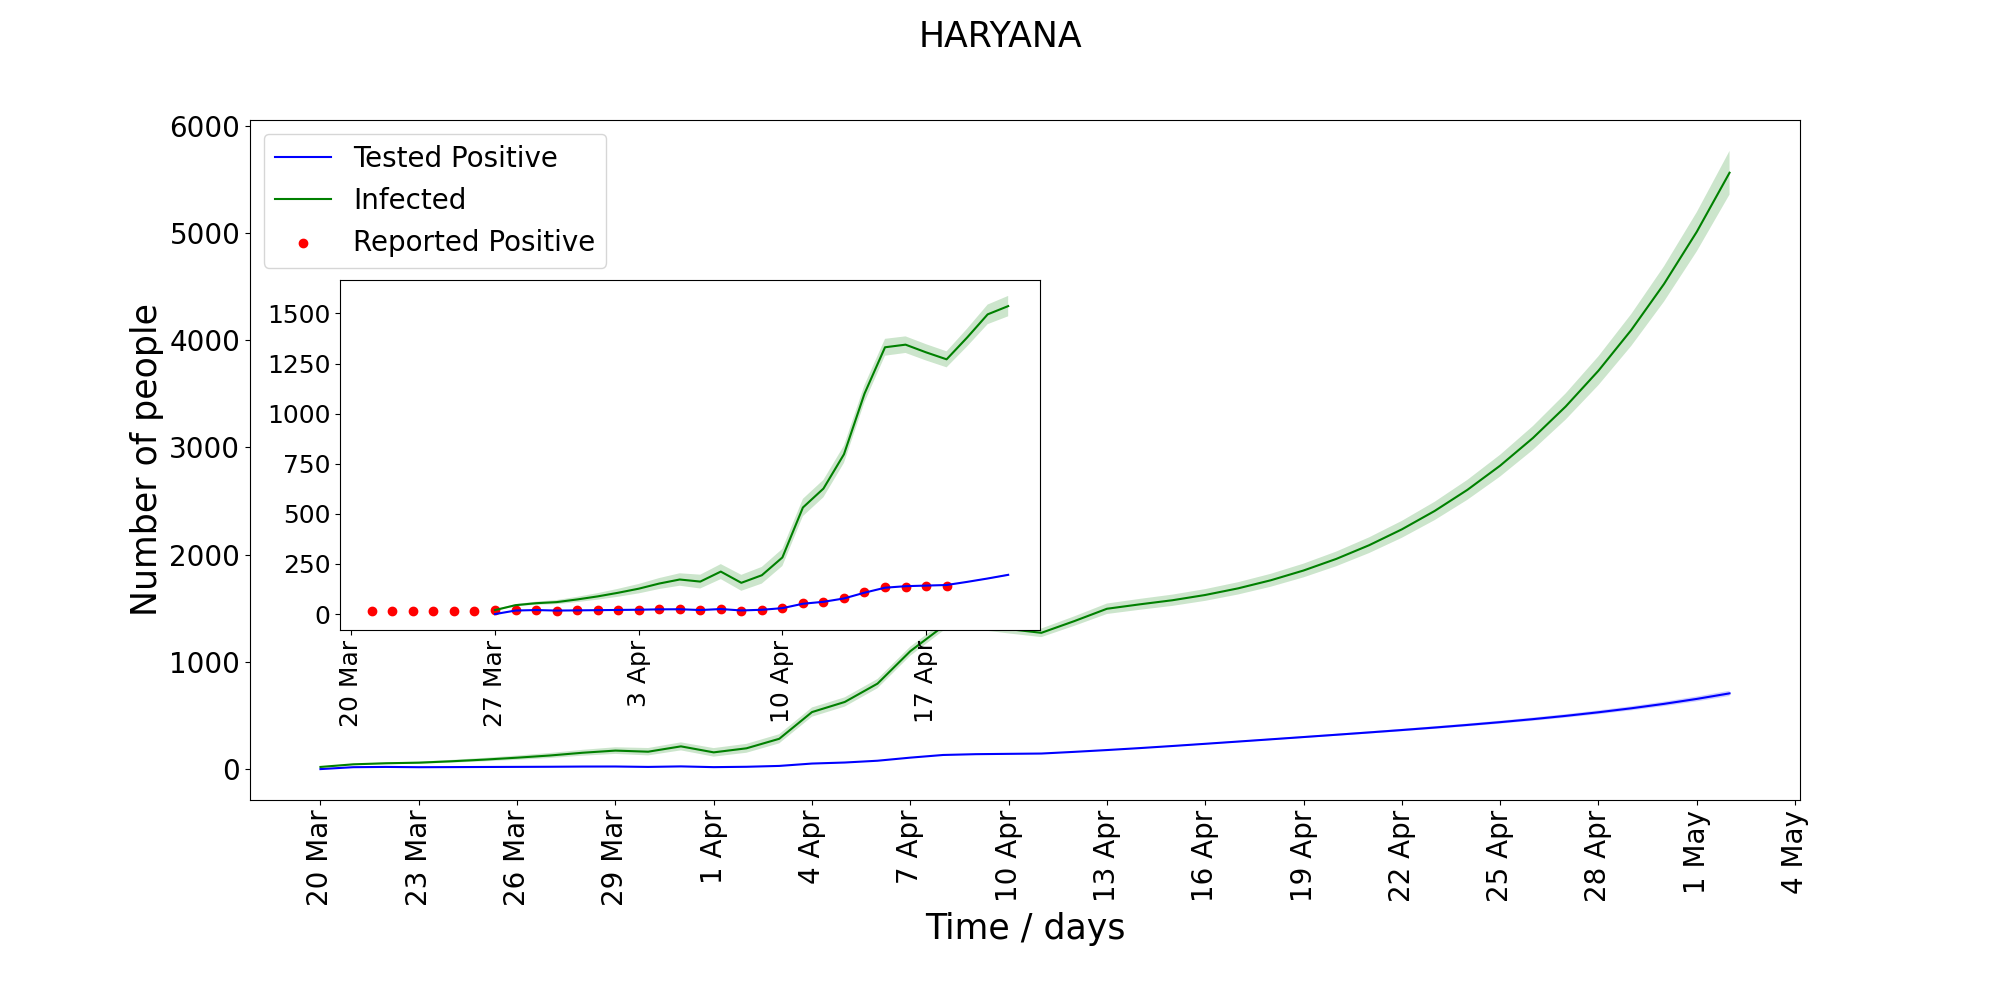 HARYANA
6000
5000
4000
3000
2000
1000
0
Number of people
Tested Positive
Infected
Reported Positive
1500
1250
1000
750
500
250
0
20 Mar
27 Mar
3 Apr
10 Apr
17 Apr
20 Mar
23 Mar
26 Mar
29 Mar
1 Apr
4 Apr
7 Apr
10 Apr
13 Apr
16 Apr
19 Apr
22 Apr
25 Apr
28 Apr
1 May
4 May
Time / days